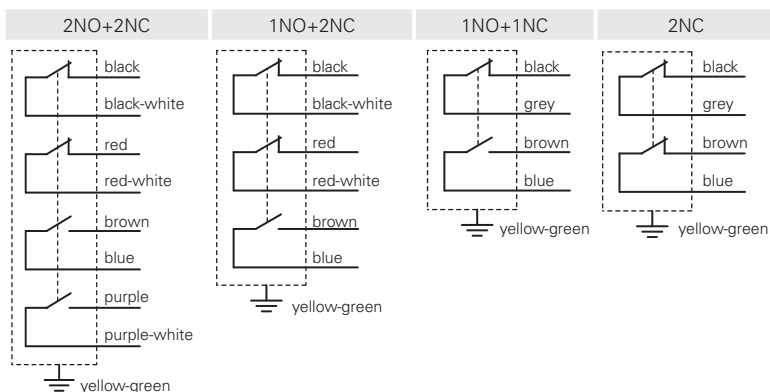 2NO+2NC
black
black-white
red
red-white
brown
blue
purple
purple-white
yellow-green
1NO+2NC
black
black-white
red
red-white
brown
blue
yellow-green
1NO+1NC
black
grey
brown
blue
yellow-green
2NC
black
grey
brown
blue
yellow-green